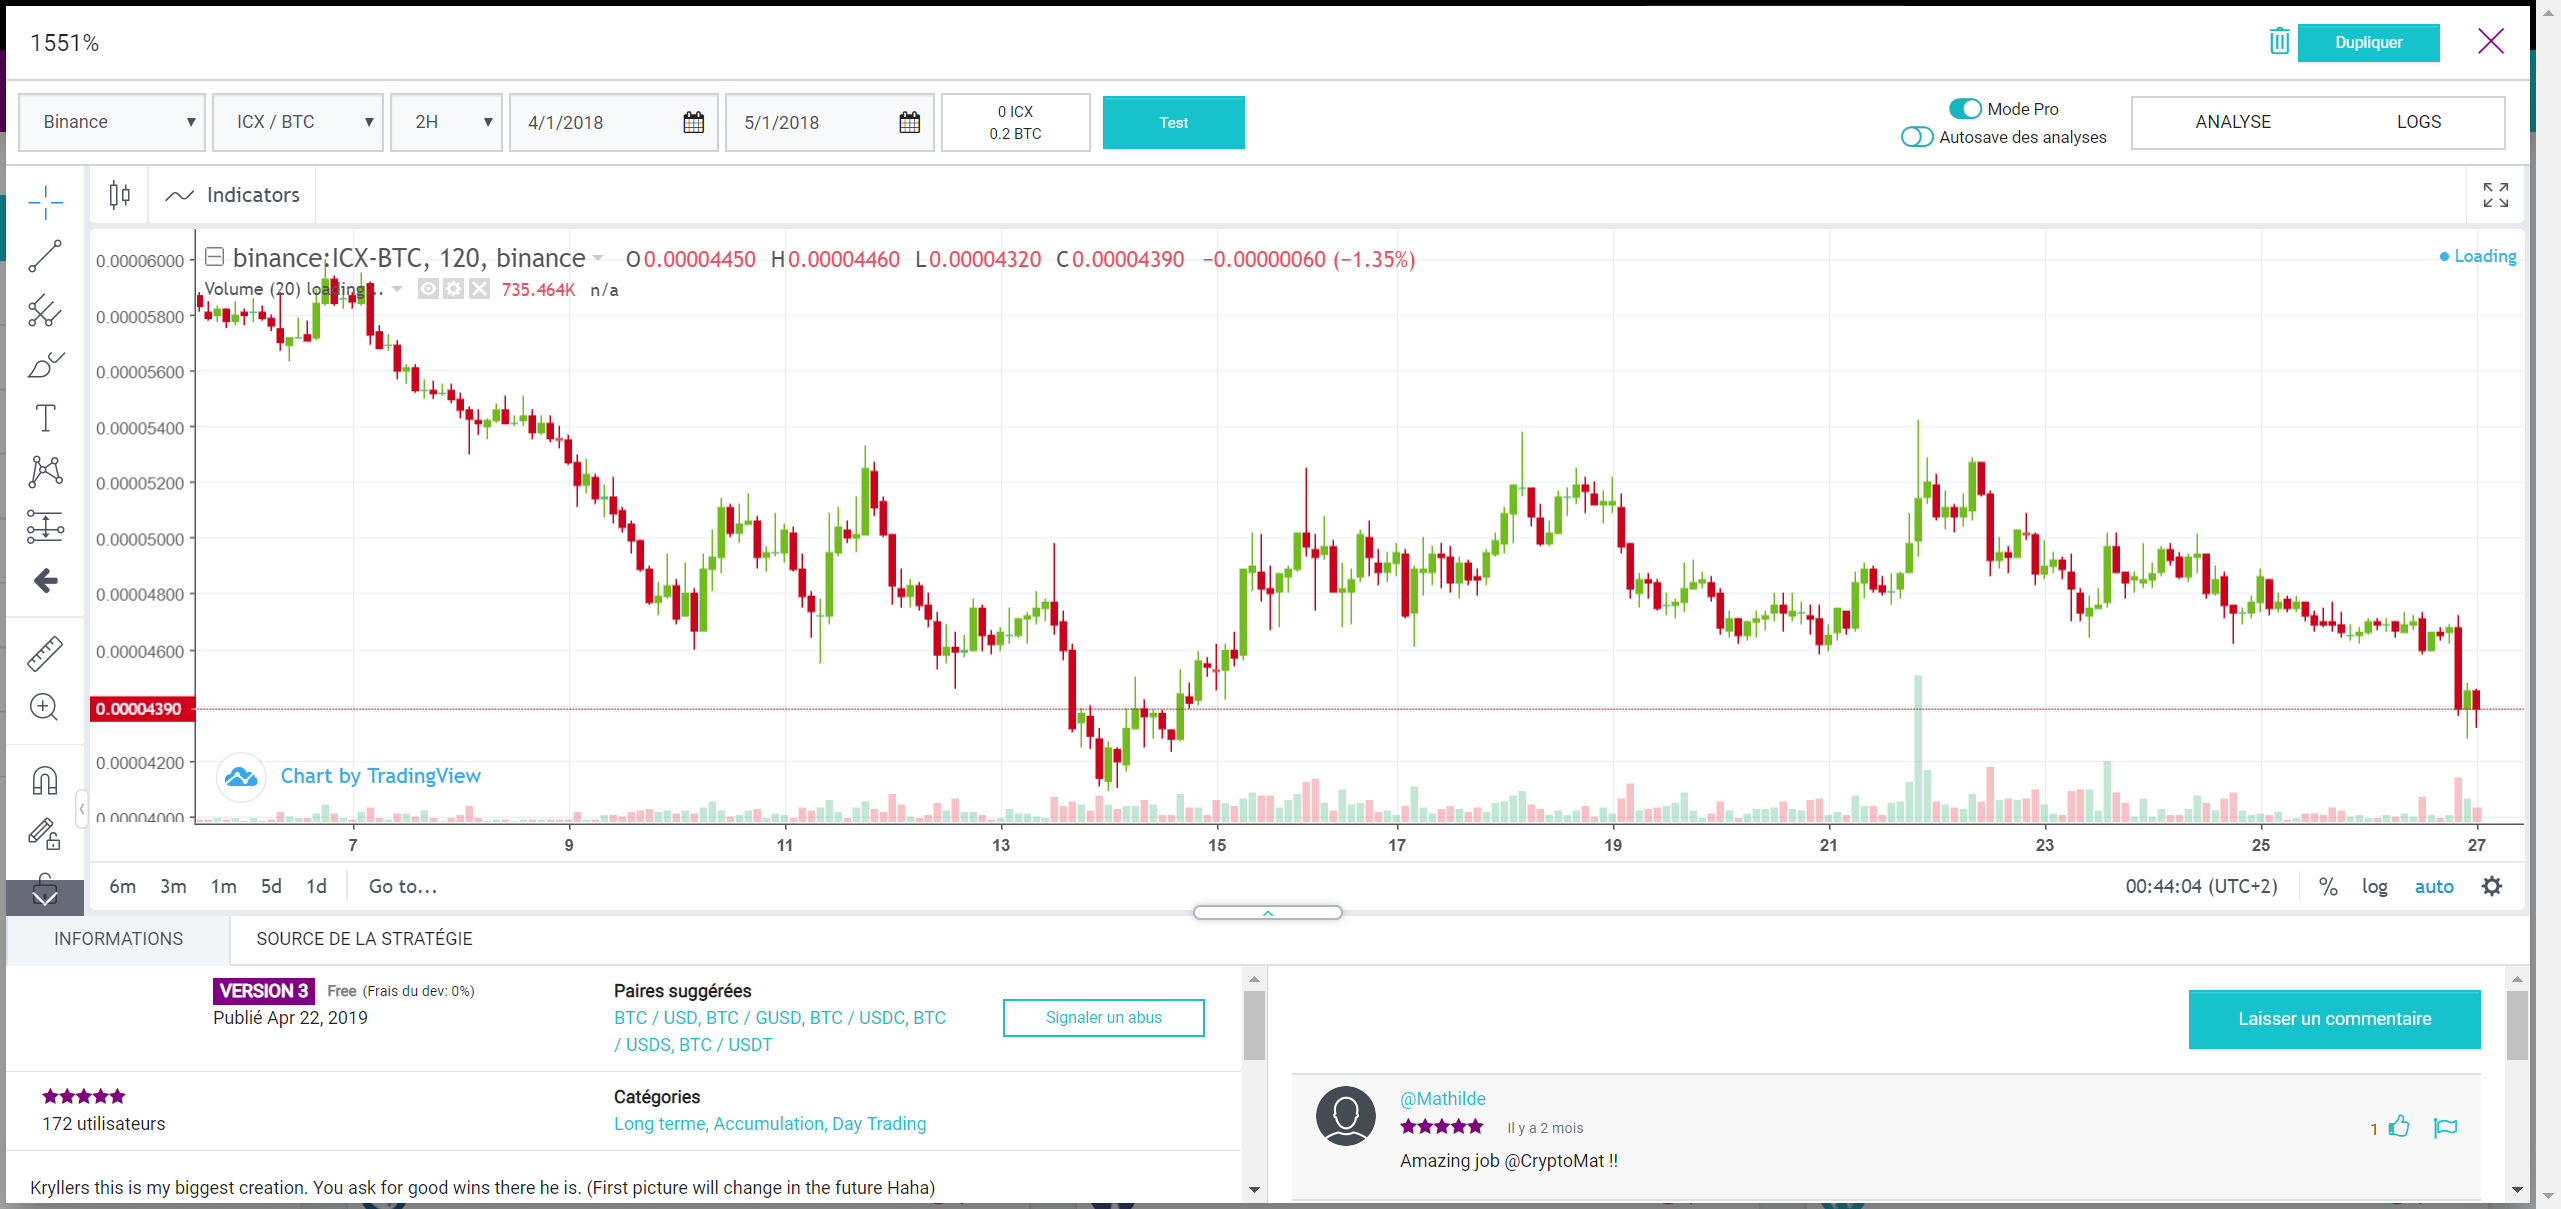 1551%
Dupliquer
Binance
ICX / BTC
2H
4/1/2018
5/1/2018
0 ICX
0.2 BTC
Test
Mode Pro
Autosave des analyses
ANALYSE
LOGS
Indicators
binance:ICX-BTC, 120, binance O0.00004450 H0.00004460 L0.00004320 C0.00004390 −0.00000060 (−1.35%)
Loading
Volume (20) loading... 735.464K n/a
0.00006000
0.00005800
0.00005600
0.00005400
0.00005200
0.00005000
0.00004800
0.00004600
0.00004390
0.00004200
0.00004000
Chart by TradingView
7 9 11 13 15 17 19 21 23 25 27
6m 3m 1m 5d 1d Go to...
00:44:04 (UTC+2) % log auto
INFORMATIONS
SOURCE DE LA STRATÉGIE
VERSION 3 Free (Frais du dev: 0%)
Publié Apr 22, 2019
Paires suggérées
BTC / USD, BTC / GUSD, BTC / USDC, BTC
/ USDS, BTC / USDT
Signaler un abus
172 utilisateurs
Catégories
Long terme, Accumulation, Day Trading
Kryllers this is my biggest creation. You ask for good wins there he is. (First picture will change in the future Haha)
Laisser un commentaire
@Mathilde
Il y a 2 mois
1
Amazing job @CryptoMat !!